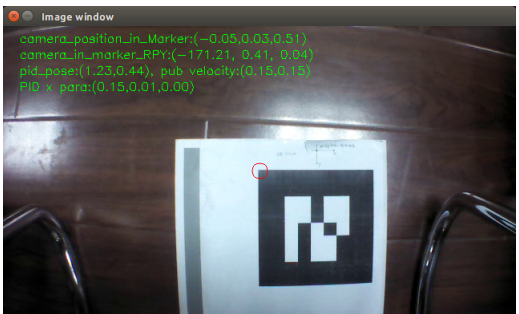 Image window
camera_position_in_Marker:(-0.05,0.03,0.51)
camera_in_marker_RPY:(-171.21, 0.41, 0.04)
pid_pose:(1.23,0.44), pub velocity:(0.15,0.15)
PID x para:(0.15,0.01,0.00)